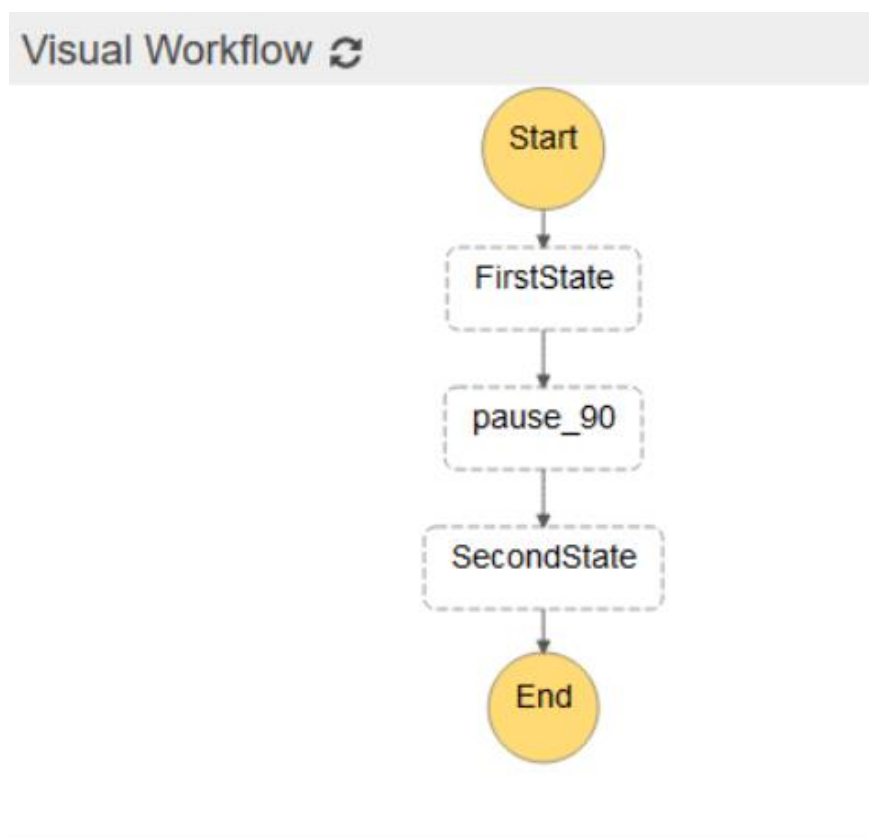 Visual Workflow
Start
FirstState
pause_90
SecondState
End